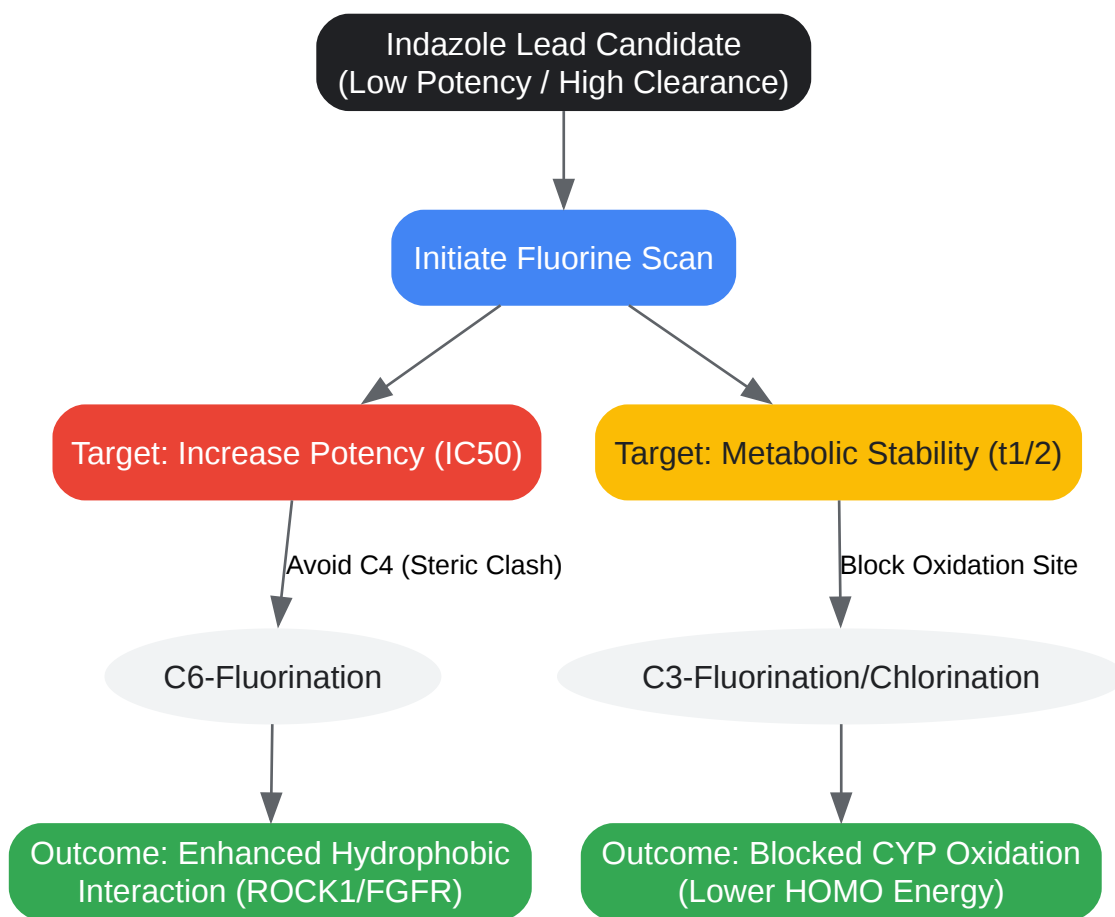 Indazole Lead Candidate
(Low Potency / High Clearance)
Initiate Fluorine Scan
Target: Increase Potency (IC50)
Target: Metabolic Stability (t1/2)
Avoid C4 (Steric Clash)
Block Oxidation Site
C6-Fluorination
C3-Fluorination/Chlorination
Outcome: Enhanced Hydrophobic
Interaction (ROCK1/FGFR)
Outcome: Blocked CYP Oxidation
(Lower HOMO Energy)